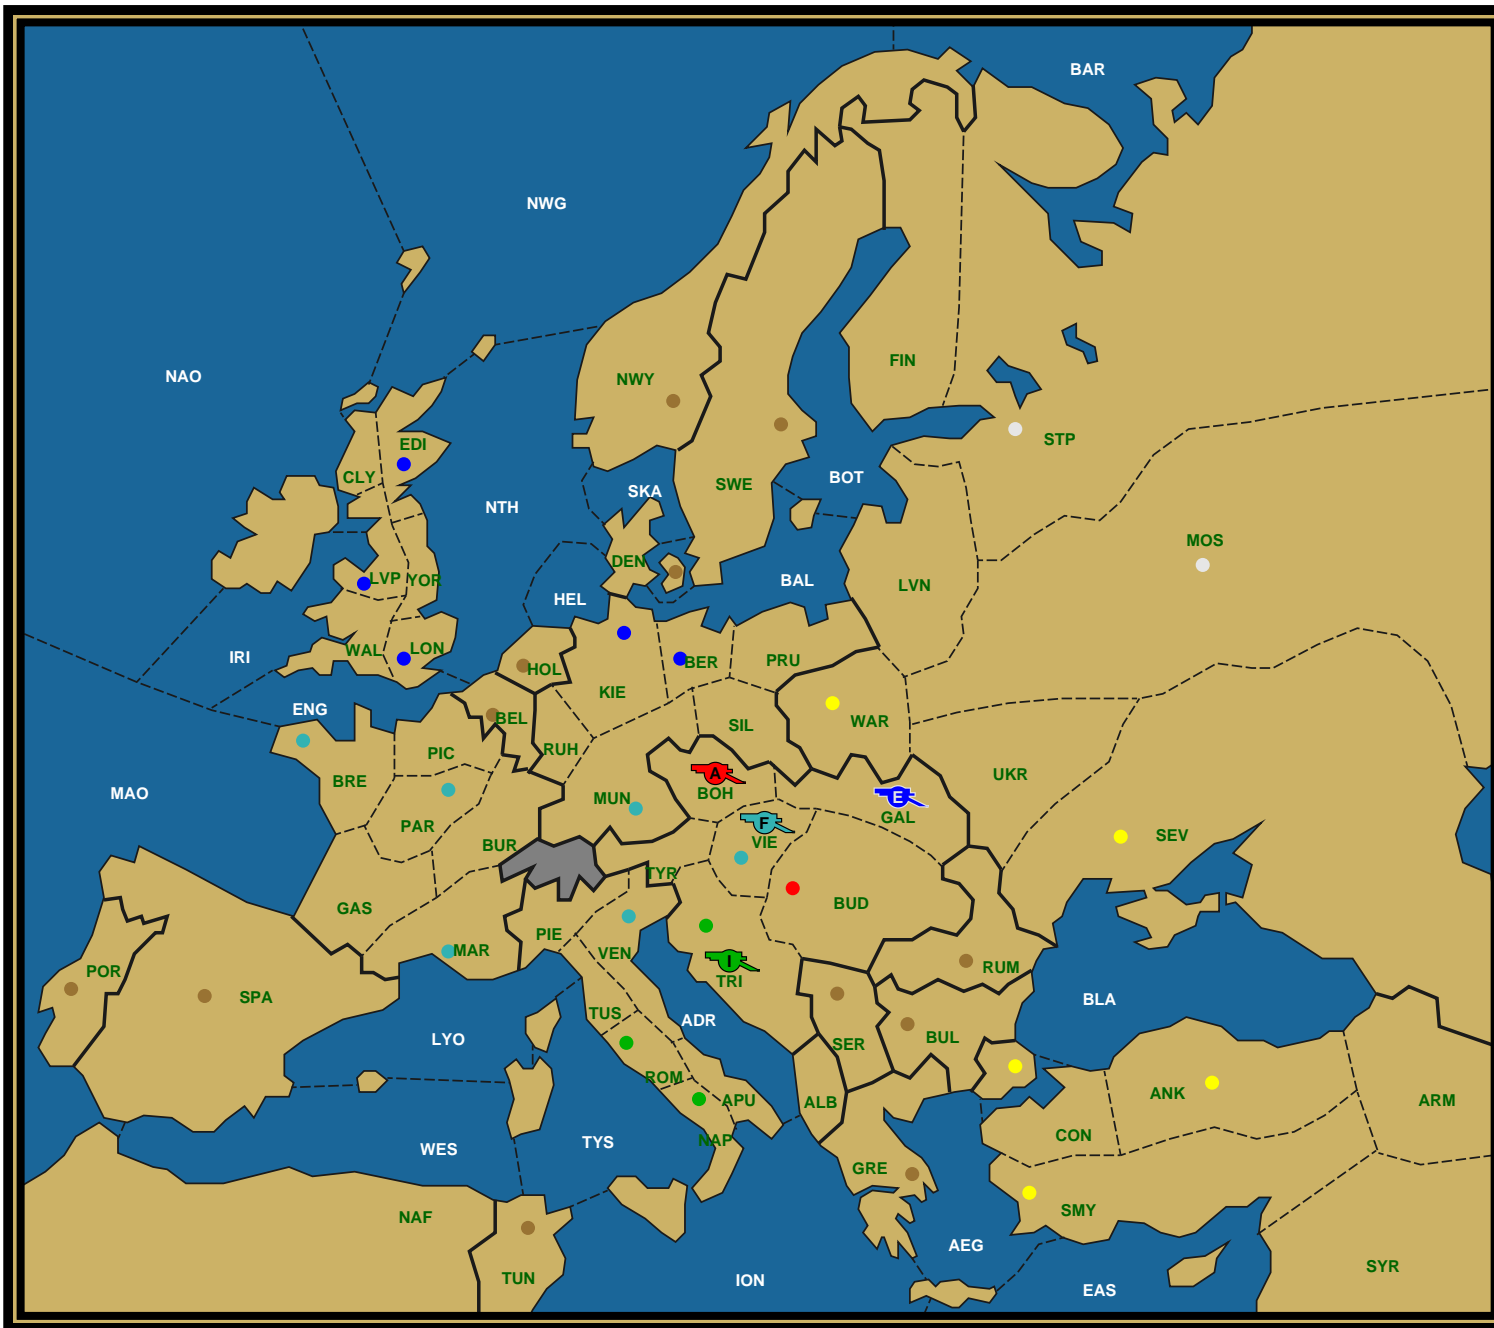 BAR
NWG
NAO
FIN
NWY
EDI
STP
CLY
BOT
SWE
SKA
NTH
MOS
DEN
LVP
YOR
BAL
LVN
HEL
WAL
LON
IRI
HOL
BER
PRU
KIE
ENG
BEL
WAR
SIL
PIC
RUH
BRE
UKR
A
BOH
MAO
MUN
E
GAL
PAR
F
VIE
SEV
BUR
TYR
BUD
GAS
PIE
VEN
MAR
I
TRI
RUM
POR
SPA
BLA
TUS
ADR
LYO
SER
BUL
ROM
ANK
APU
ALB
ARM
CON
NAP
TYS
WES
GRE
SMY
NAF
AEG
SYR
TUN
ION
EAS